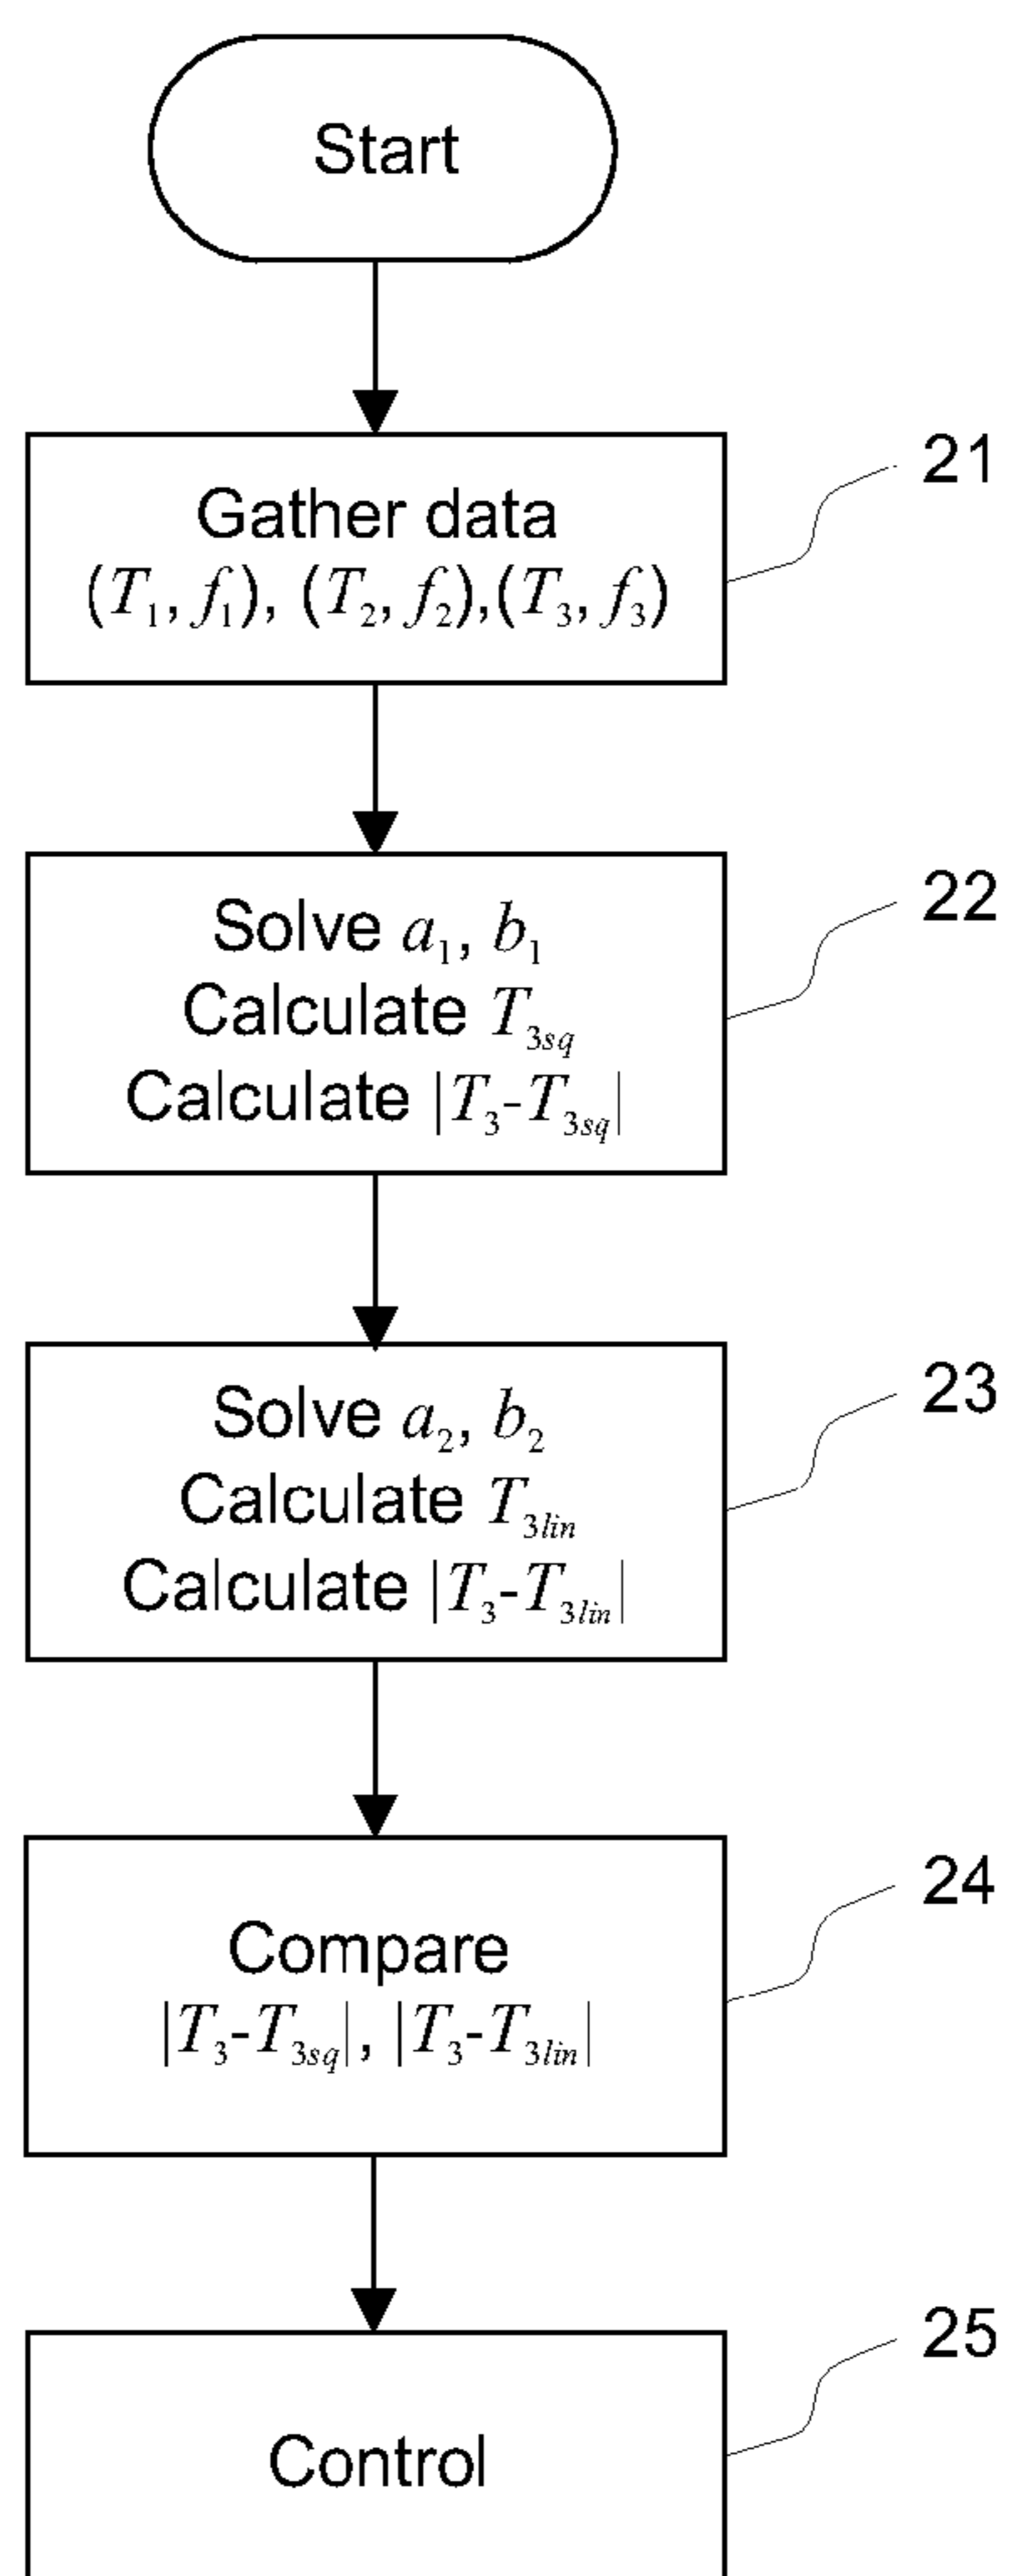 Start
Gather data
(T₁, f₁), (T₂, f₂),(T₃, f₃)
21
Solve a₁, b₁
Calculate T₃sq
Calculate |T₃-T₃sq|
22
Solve a₂, b₂
Calculate T₃lin
Calculate |T₃-T₃lin|
23
Compare
|T₃-T₃sq|, |T₃-T₃lin|
24
Control
25